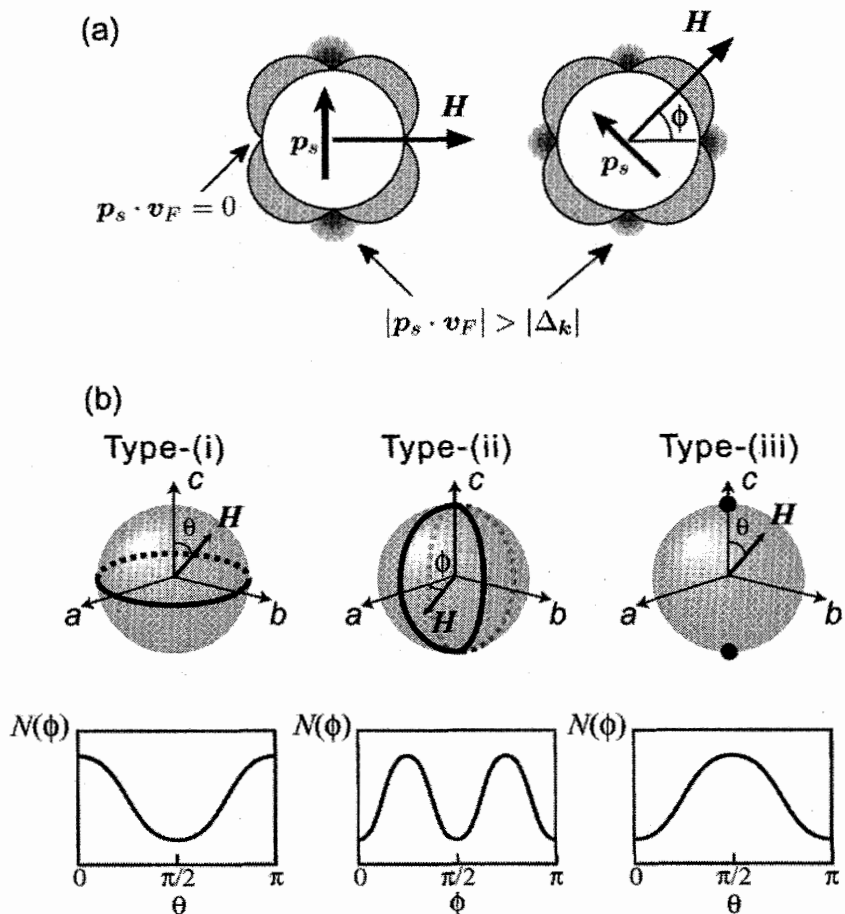 (a)
H
p_s
p_s · v_F = 0
H
ϕ
p_s
|p_s · v_F| > |Δ_k|
(b)
Type-(i)
c
θ
H
a
b
Type-(ii)
c
ϕ
H
a
b
Type-(iii)
c
θ
H
a
b
N(ϕ)
0
π/2
π
θ
N(ϕ)
0
π/2
π
ϕ
N(ϕ)
0
π/2
π
θ